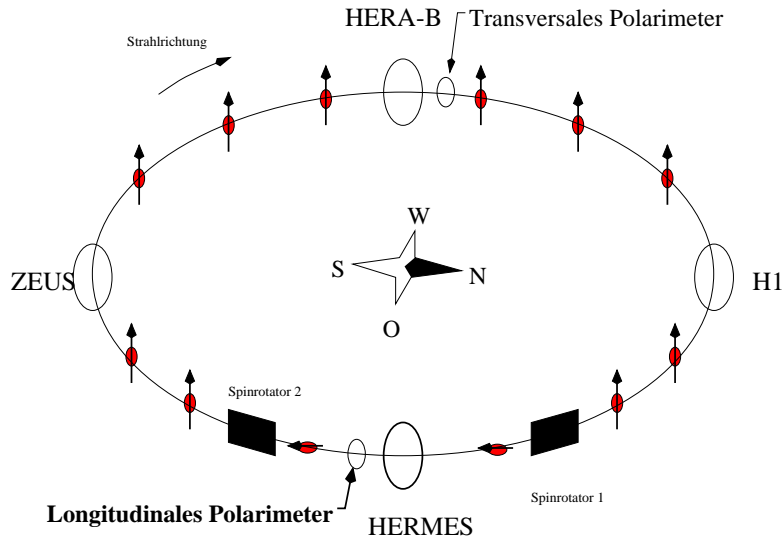 HERA-B
Transversales Polarimeter
Strahlrichtung
W
S
N
O
ZEUS
H1
Spinrotator 2
Spinrotator 1
Longitudinales Polarimeter
HERMES